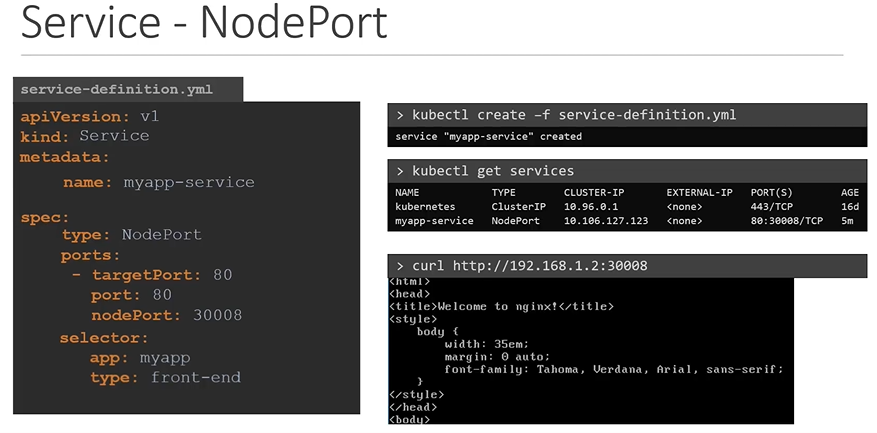 Service - NodePort
service-definition.yml
apiVersion: v1
kind: Service
metadata:
name: myapp-service
spec:
type: NodePort
ports:
- targetPort: 80
port: 80
nodePort: 30008
selector:
app: myapp
type: front-end
> kubectl create –f service-definition.yml
service "myapp-service" created
> kubectl get services
NAME TYPE CLUSTER-IP EXTERNAL-IP PORT(S) AGE
kubernetes ClusterIP 10.96.0.1 <none> 443/TCP 16d
myapp-service NodePort 10.106.127.123 <none> 80:30008/TCP 5m
> curl http://192.168.1.2:30008
<html>
<head>
<title>Welcome to nginx!</title>
<style>
body {
width: 35em;
margin: 0 auto;
font-family: Tahoma, Verdana, Arial, sans-serif;
}
</style>
</head>
<body>